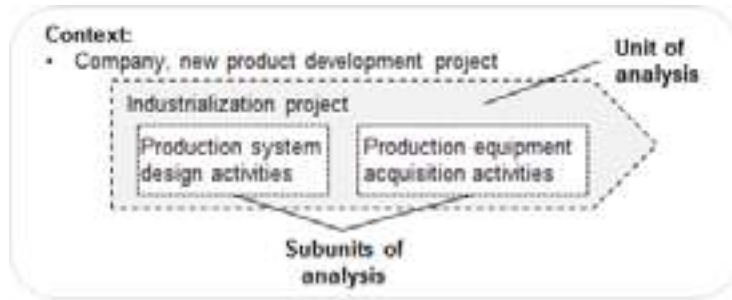 Context:
• Company, new product development project
Unit of
analysis
Industrialization project
Production system
design activities
Production equipment
acquisition activities
Subunits of
analysis